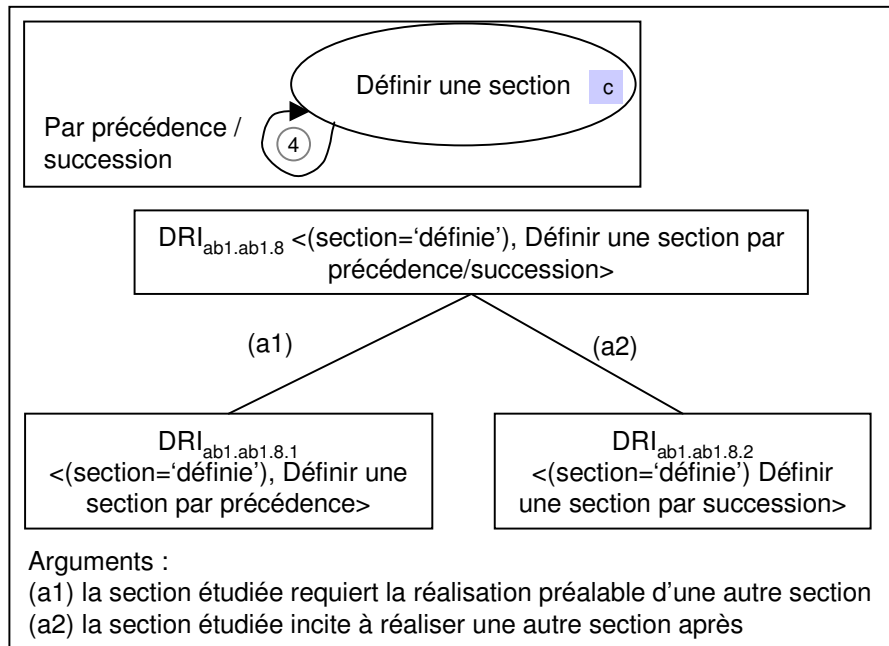 Définir une section c
Par précédence /
succession
4
DRIab1.ab1.8 <(section=‘définie’), Définir une section par
précédence/succession>
(a1)
(a2)
DRIab1.ab1.8.1
<(section=‘définie’), Définir une
section par précédence>
DRIab1.ab1.8.2
<(section=‘définie’) Définir
une section par succession>
Arguments :
(a1) la section étudiée requiert la réalisation préalable d’une autre section
(a2) la section étudiée incite à réaliser une autre section après